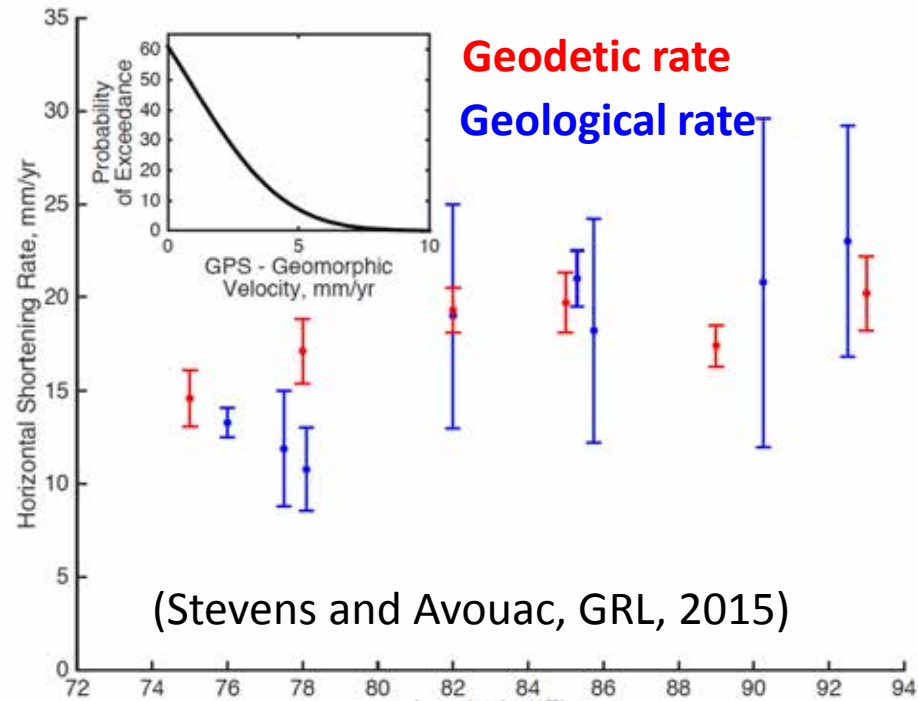 35
30
25
20
15
10
5
0
Horizontal Shortening Rate, mm/yr
60
50
40
30
20
10
0
Probability
of Exceedance
0 5 10
GPS - Geomorphic
Velocity, mm/yr
Geodetic rate
Geological rate
(Stevens and Avouac, GRL, 2015)
72 74 76 78 80 82 84 86 88 90 92 94